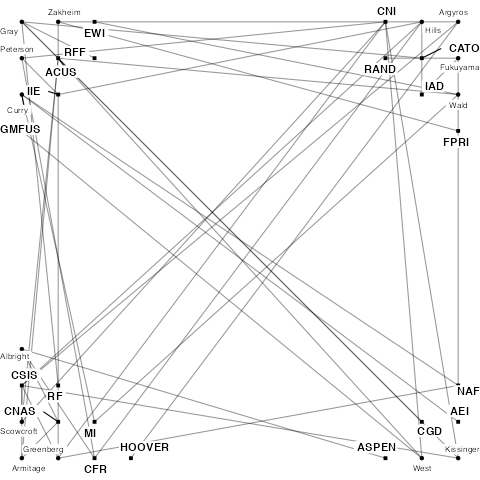 Zakheim
CNI
Argyros
Gray
EWI
Hills
Peterson
RFF
CATO
ACUS
RAND
Fukuyama
IIE
IAD
Curry
Wald
GMFUS
FPRI
Albright
CSIS
RF
NAF
CNAS
AEI
Scowcroft
MI
CGD
Greenberg
HOOVER
ASPEN
Kissinger
Armitage
CFR
West